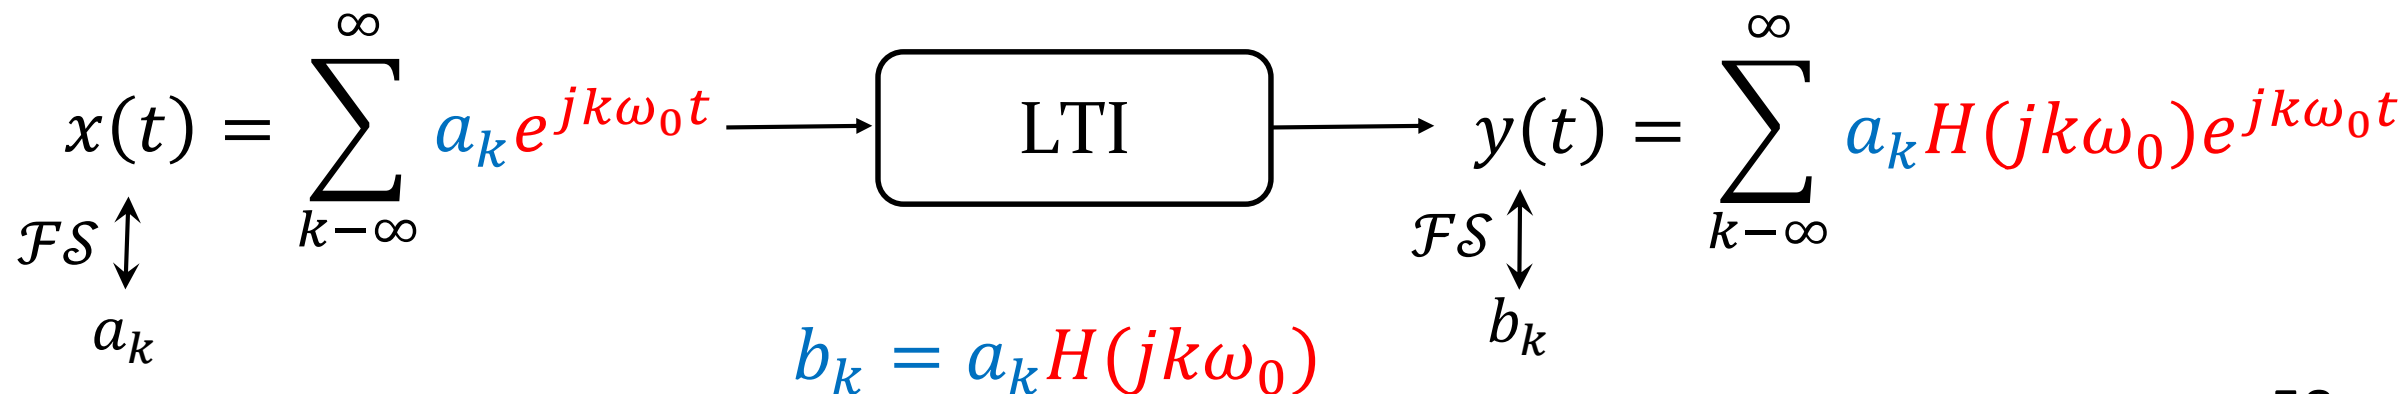 x(t) = ∑_{k-∞}^{∞} a_k e^{jkω_0 t} → LTI → y(t) = ∑_{k-∞}^{∞} a_k H(jkω_0) e^{jkω_0 t}
ℱ𝒮 ℱ𝒮
a_k b_k
b_k = a_k H(jkω_0)